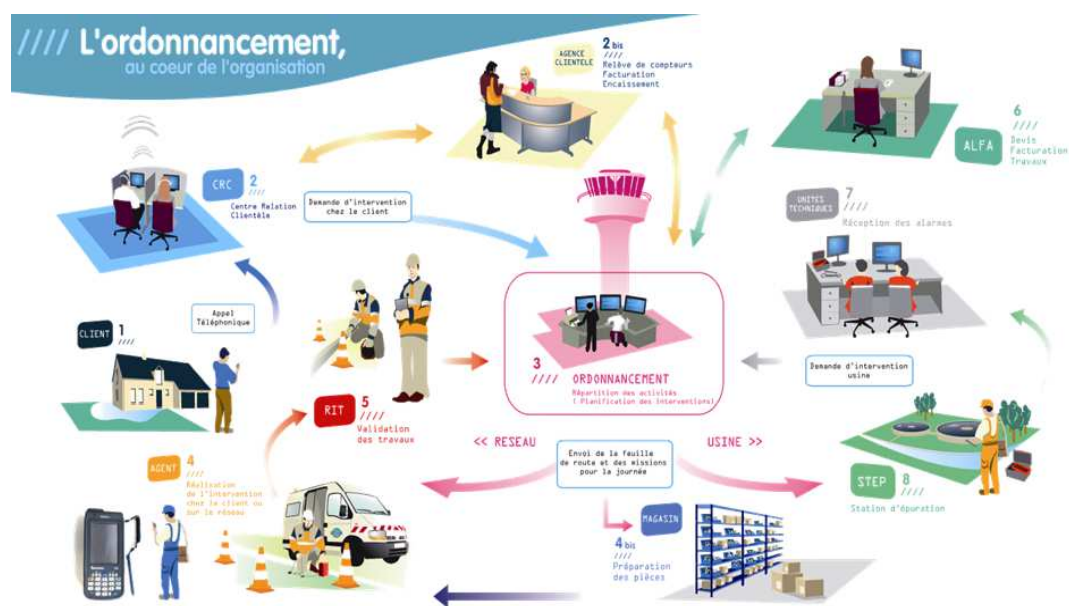 //// L'ordonnancement,
au coeur de l'organisation
AGENCE
CLIENTELE
2 bis
////
Relève de compteurs
Facturation
Encaissement
6
////
Devis
Facturation
Travaux
ALFA
CRC
2
////
Centre Relation
Clientèle
Demande d'intervention
chez le client
UNITES
TECHNIQUES
7
////
Réception des alarmes
Appel
Téléphonique
CLIENT
1
////
3
////
ORDONNANCEMENT
Répartition des activités
( Planification des Interventions)
Demande d'intervention
usine
RIT
5
////
Validation
des travaux
<< RESEAU
USINE >>
Envoi de la feuille
de route et des missions
pour la journée
AGENT
4
////
Réalisation
de l'intervention
chez le client ou
sur le réseau
STEP
8
////
Station d'épuration
MAGASIN
4 bis
////
Préparation
des pièces